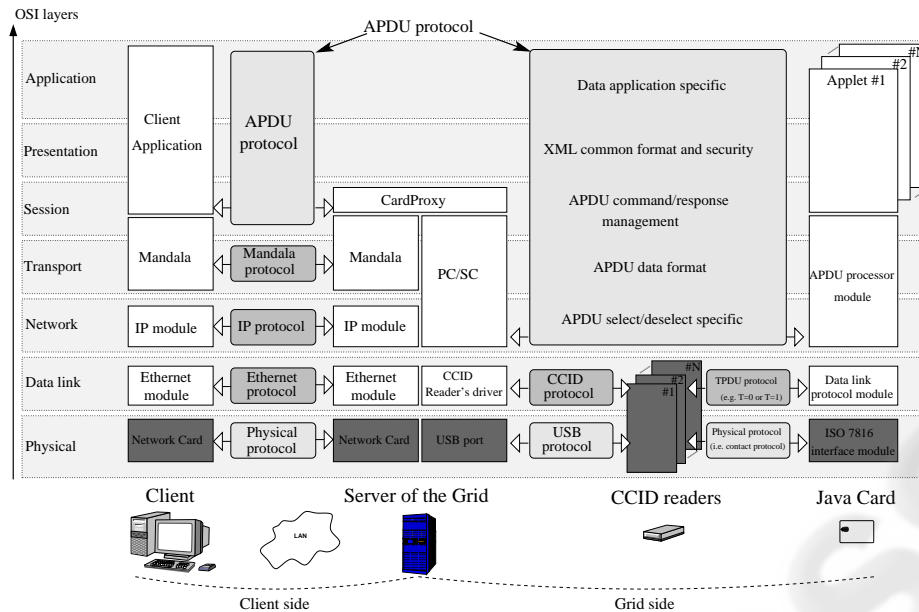 OSI layers
APDU protocol
Application
Presentation
Session
Transport
Network
Data link
Physical
Client
Application
Mandala
IP module
Ethernet
module
Network Card
APDU
protocol
Mandala
protocol
IP protocol
Ethernet
protocol
Physical
protocol
CardProxy
Mandala
PC/SC
IP module
Ethernet
module
CCID
Reader's driver
Network Card
USB port
Data application specific
XML common format and security
APDU command/response
management
APDU data format
APDU select/deselect specific
CCID
protocol
USB
protocol
#N
#2
#1
TPDU protocol
(e.g. T=0 or T=1)
Physical protocol
(i.e. contact protocol)
#N
#2
Applet #1
APDU processor
module
Data link
protocol module
ISO 7816
interface module
Client
Server of the Grid
CCID readers
Java Card
LAN
Client side
Grid side